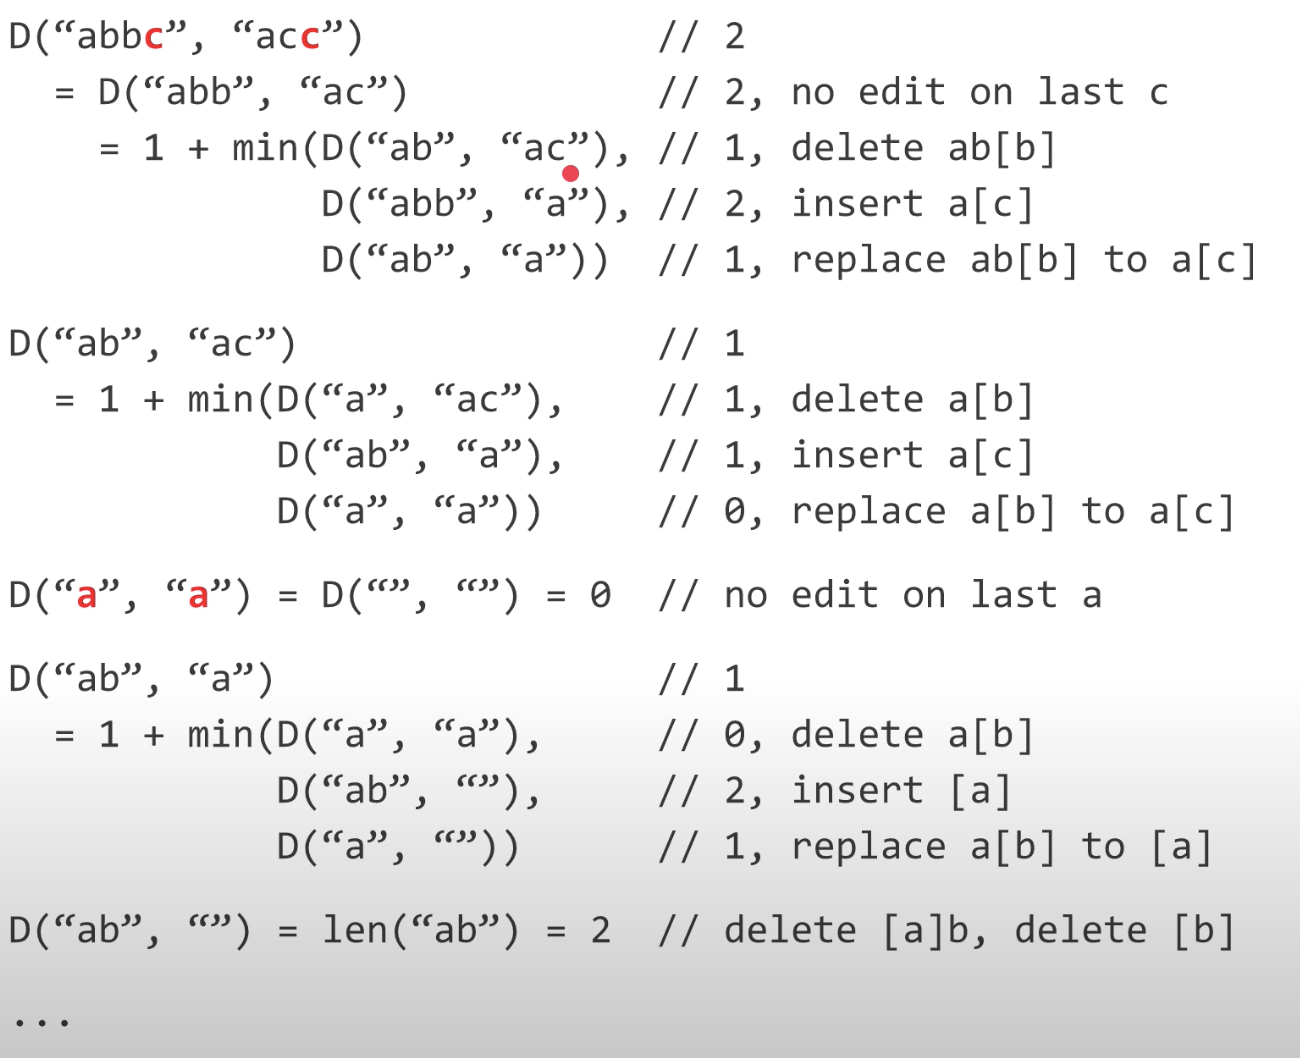 D(“abbc”, “acc”) // 2
= D(“abb”, “ac”) // 2, no edit on last c
= 1 + min(D(“ab”, “ac”), // 1, delete ab[b]
D(“abb”, “a”), // 2, insert a[c]
D(“ab”, “a”)) // 1, replace ab[b] to a[c]
D(“ab”, “ac”) // 1
= 1 + min(D(“a”, “ac”), // 1, delete a[b]
D(“ab”, “a”), // 1, insert a[c]
D(“a”, “a”)) // 0, replace a[b] to a[c]
D(“a”, “a”) = D(“”, “”) = 0 // no edit on last a
D(“ab”, “a”) // 1
= 1 + min(D(“a”, “a”), // 0, delete a[b]
D(“ab”, “”), // 2, insert [a]
D(“a”, “”)) // 1, replace a[b] to [a]
D(“ab”, “”) = len(“ab”) = 2 // delete [a]b, delete [b]
...